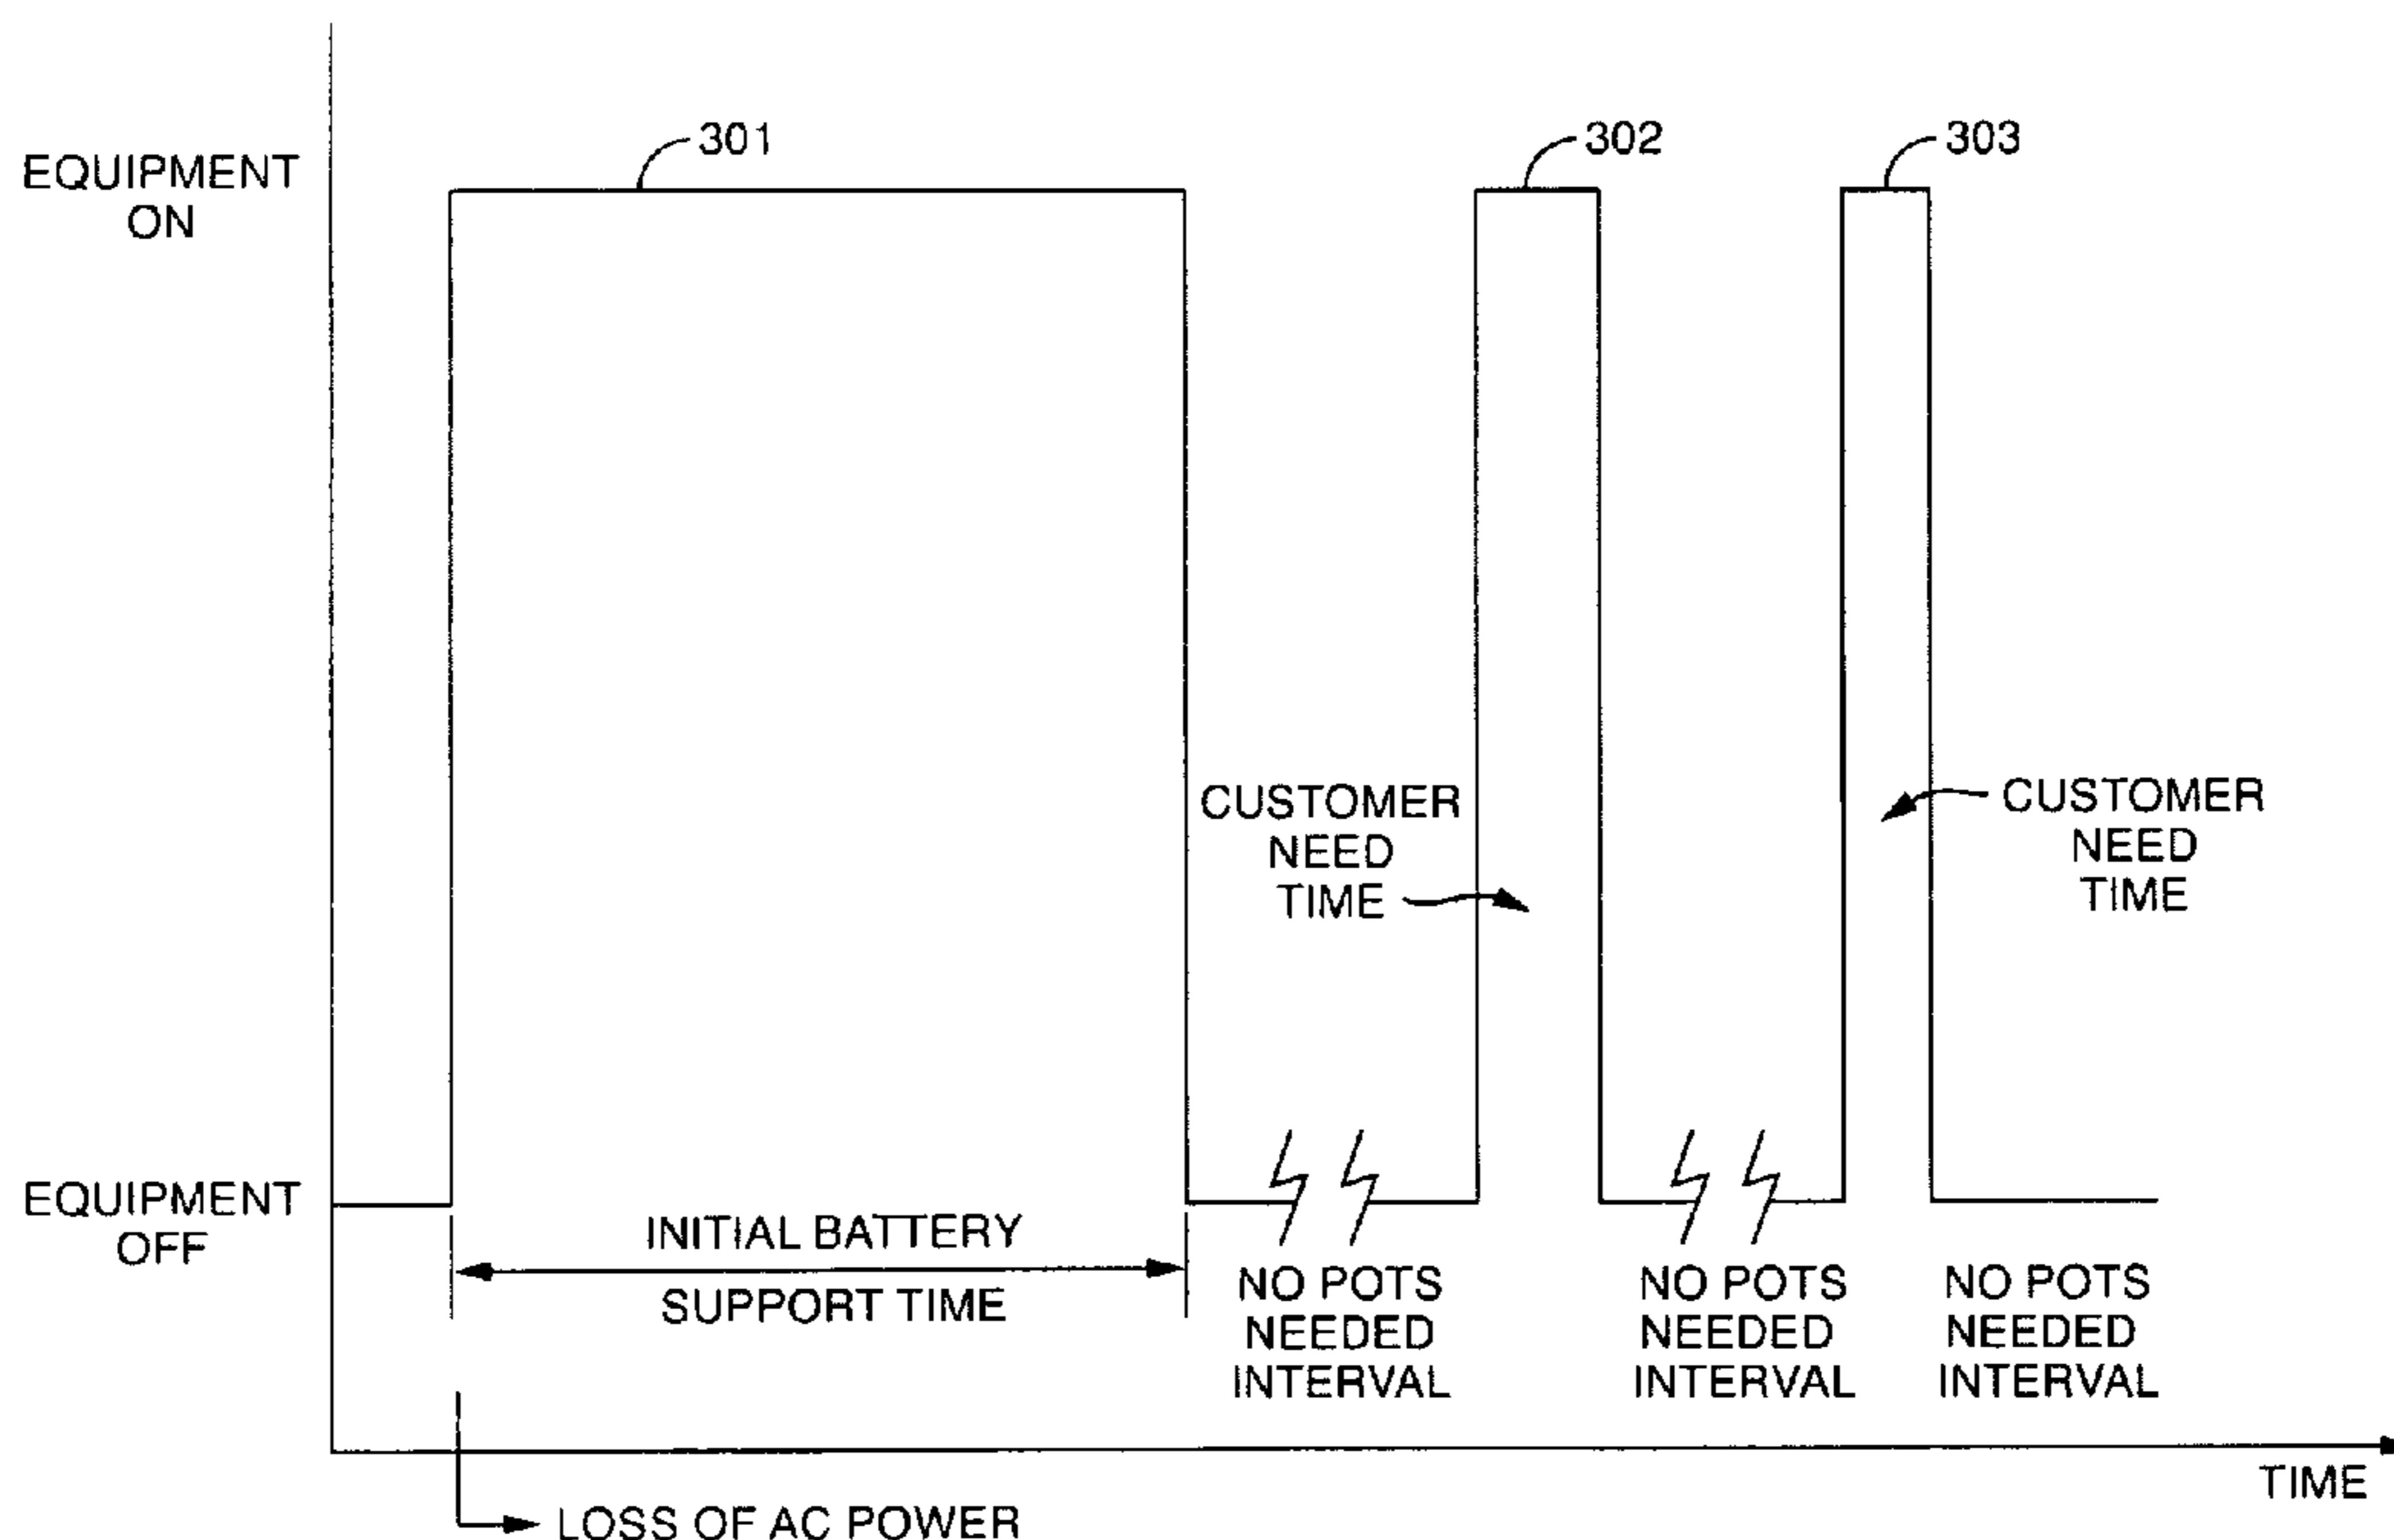 301
302
303
EQUIPMENT
ON
CUSTOMER
NEED
TIME
CUSTOMER
NEED
TIME
EQUIPMENT
OFF
INITIAL BATTERY
SUPPORT TIME
NO POTS
NEEDED
INTERVAL
NO POTS
NEEDED
INTERVAL
NO POTS
NEEDED
INTERVAL
TIME
LOSS OF AC POWER